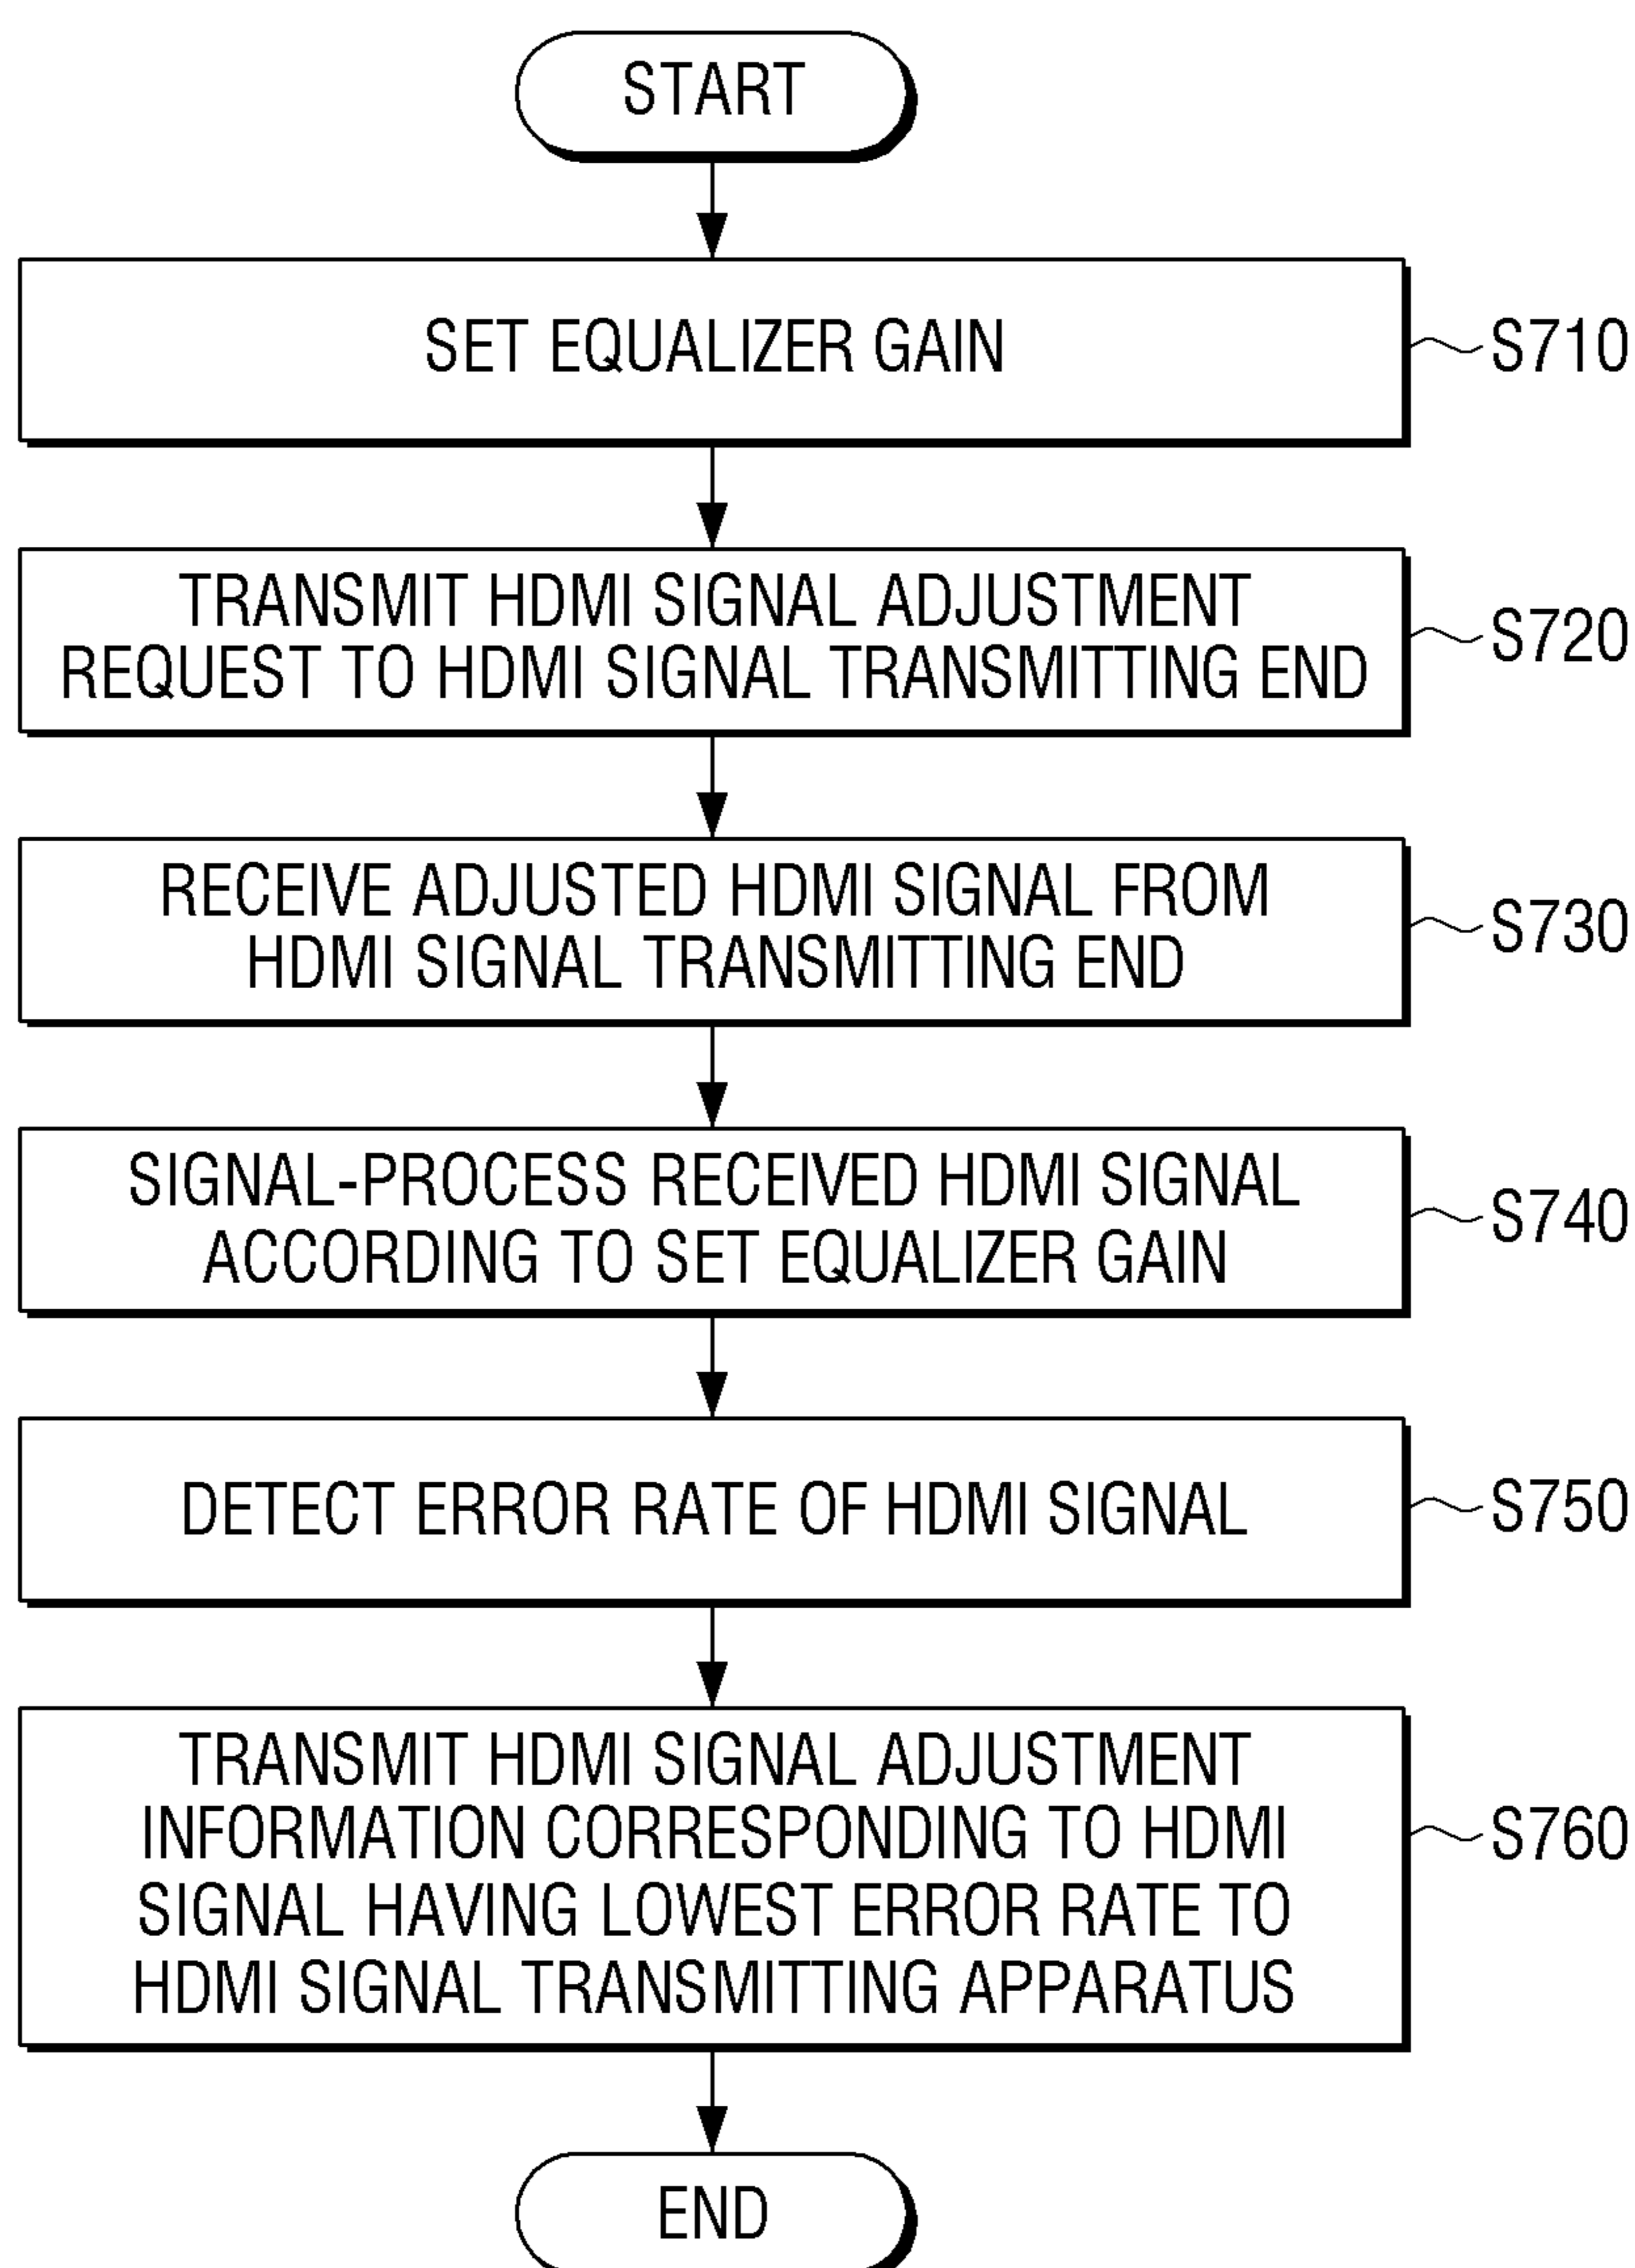 START
SET EQUALIZER GAIN
S710
TRANSMIT HDMI SIGNAL ADJUSTMENT
REQUEST TO HDMI SIGNAL TRANSMITTING END
S720
RECEIVE ADJUSTED HDMI SIGNAL FROM
HDMI SIGNAL TRANSMITTING END
S730
SIGNAL-PROCESS RECEIVED HDMI SIGNAL
ACCORDING TO SET EQUALIZER GAIN
S740
DETECT ERROR RATE OF HDMI SIGNAL
S750
TRANSMIT HDMI SIGNAL ADJUSTMENT
INFORMATION CORRESPONDING TO HDMI
SIGNAL HAVING LOWEST ERROR RATE TO
HDMI SIGNAL TRANSMITTING APPARATUS
S760
END